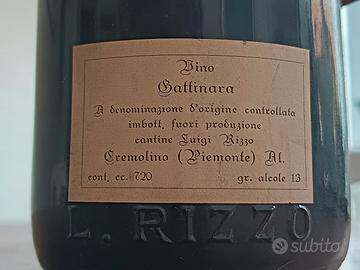 Vino
Gattinara
A denominazione d'origine controllata
imbott. fuori produzione
cantine Luigi Rizzo
Cremolino (Piemonte) Al.
cont. cc. 720 gr. alcole 13
L. RIZZO
subito